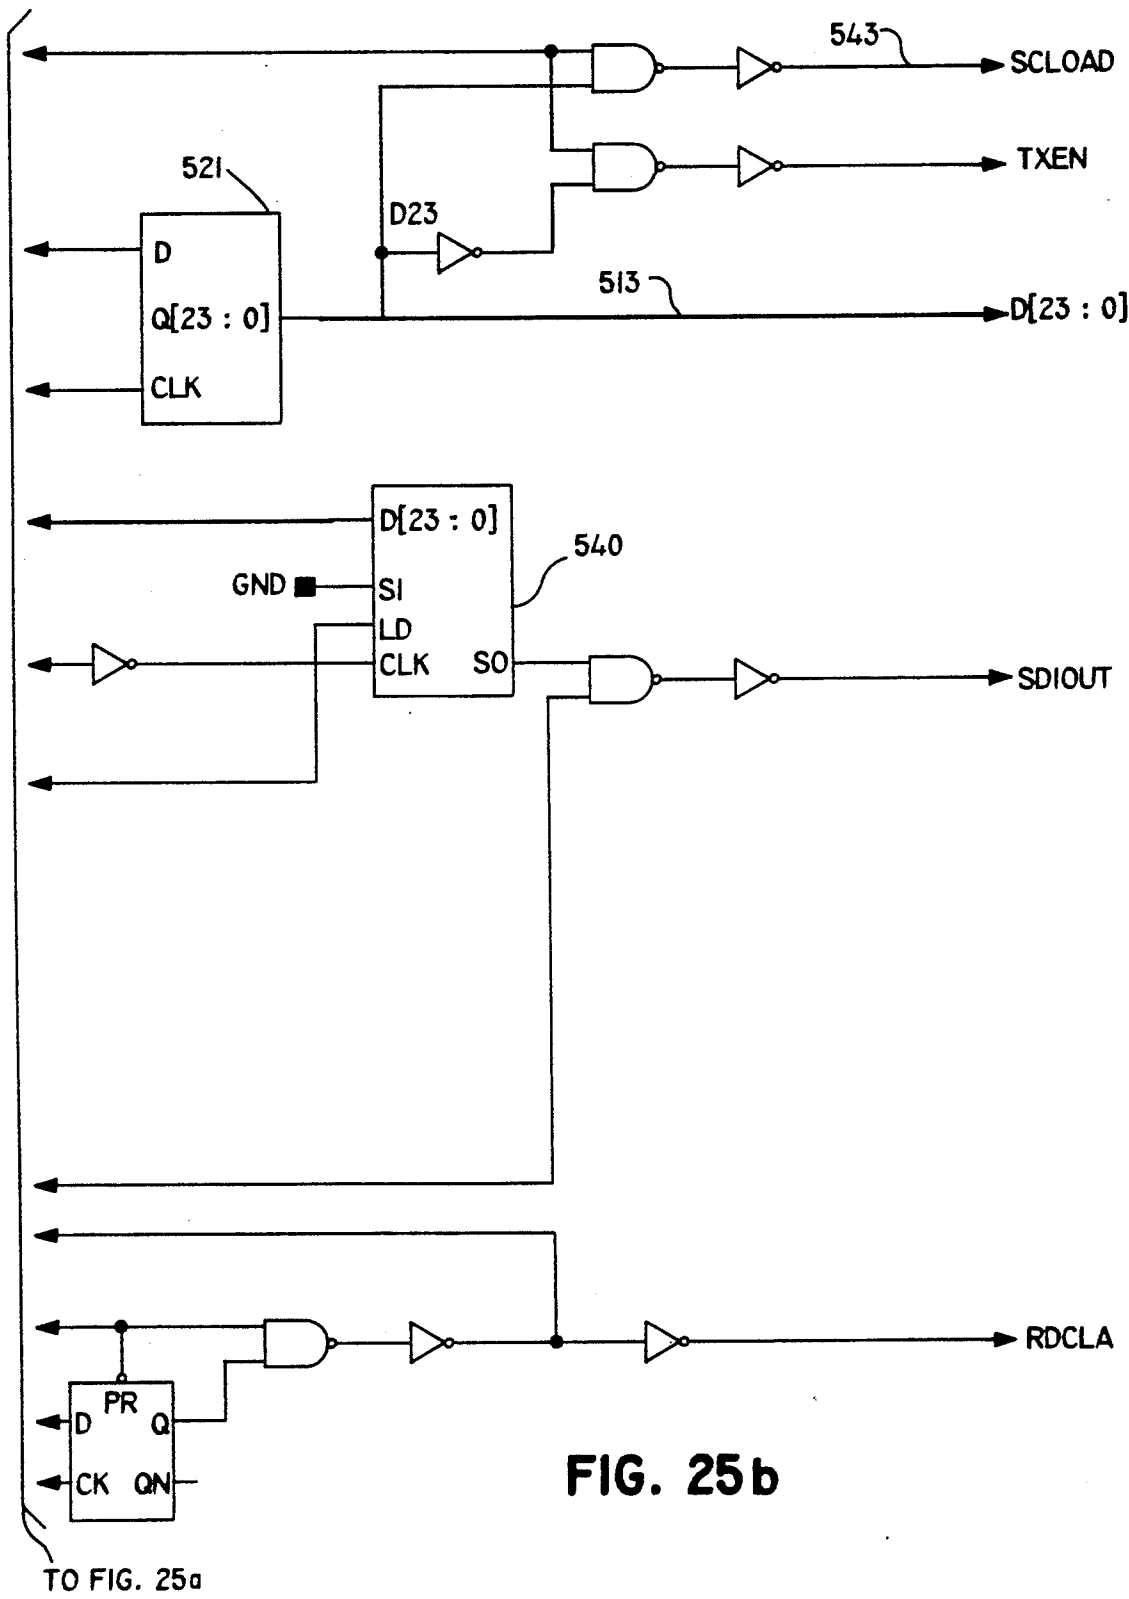 543
SCLOAD
TXEN
521
D23
D
513
Q[23 : 0]
D[23 : 0]
CLK
D[23 : 0]
540
GND
SI
LD
CLK
SO
SDIOUT
RDCLA
PR
D
Q
CK
QN
FIG. 25b
TO FIG. 25a